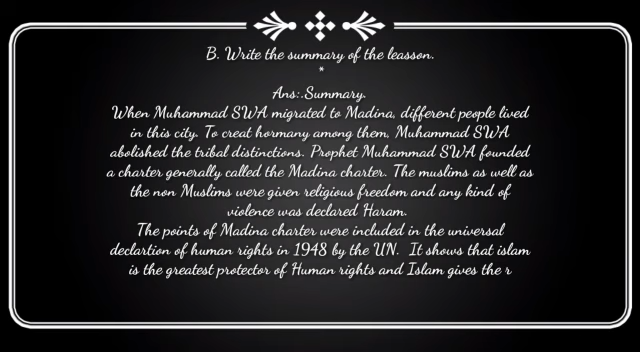 B. Write the summary of the leasson.
*
Ans:.Summary.
When Muhammad SWA migrated to Madina, different people lived
in this city. To creat hormany among them, Muhammad SWA
abolished the tribal distinctions. Prophet Muhammad SWA founded
a charter generally called the Madina charter. The muslims as well as
the non Muslims were given religious freedom and any kind of
violence was declared Haram.
The points of Madina charter were included in the universal
declartion of human rights in 1948 by the UN. It shows that islam
is the greatest protector of Human rights and Islam gives the r